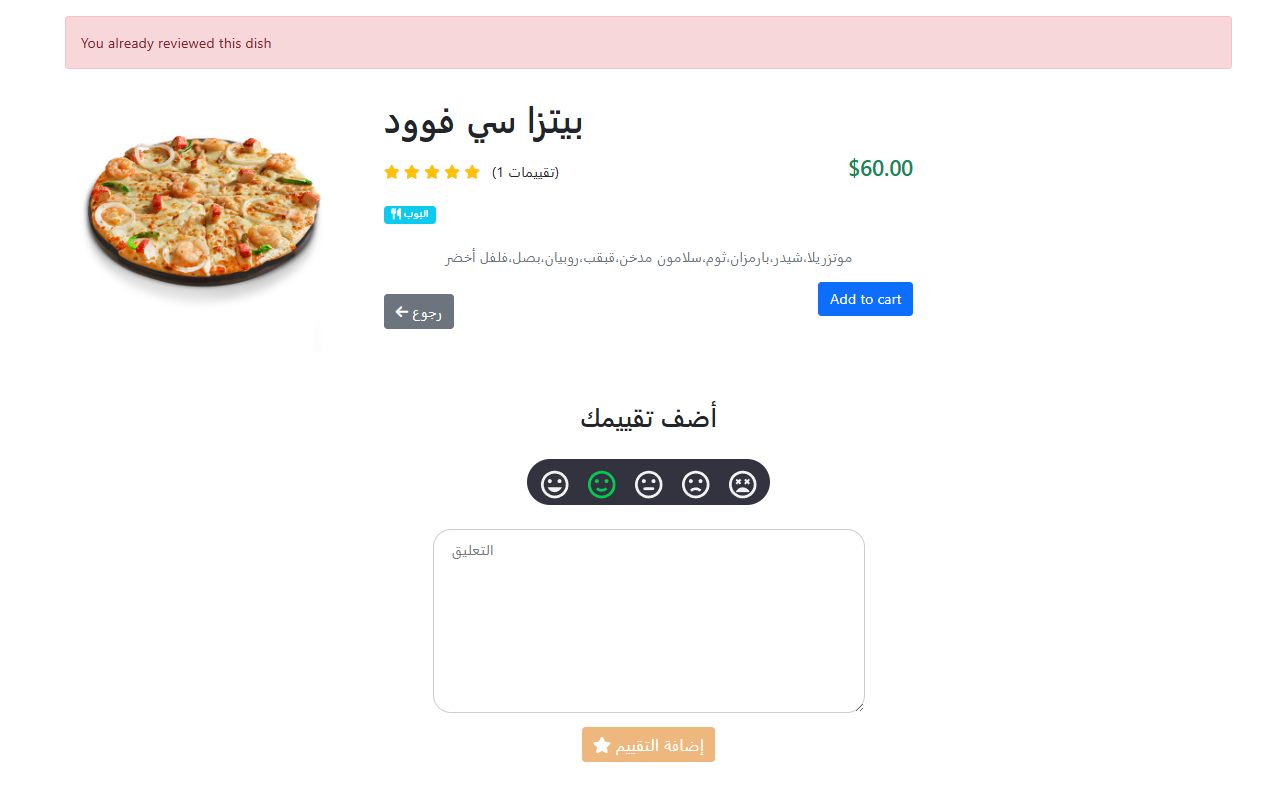 You already reviewed this dish
بيتزا سي فوود
(تقييمات 1)
$60.00
البوب
موتزريلا،شيدر،بارمزان،ثوم،سلامون مدخن،قبقب،روبيان،بصل،فلفل أخضر
Add to cart
رجوع
أضف تقييمك
التعليق
إضافة التقييم